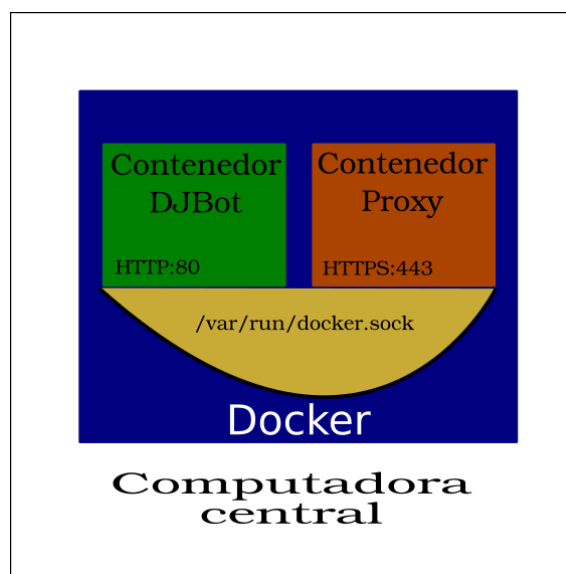 Contenedor
DJBot
HTTP:80
Contenedor
Proxy
HTTPS:443
/var/run/docker.sock
Docker
Computadora
central